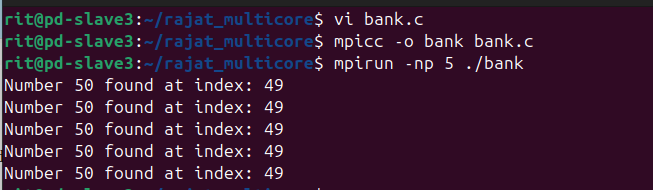 rit@pd-slave3:~/rajat_multicore$ vi bank.c
rit@pd-slave3:~/rajat_multicore$ mpicc -o bank bank.c
rit@pd-slave3:~/rajat_multicore$ mpirun -np 5 ./bank
Number 50 found at index: 49
Number 50 found at index: 49
Number 50 found at index: 49
Number 50 found at index: 49
Number 50 found at index: 49